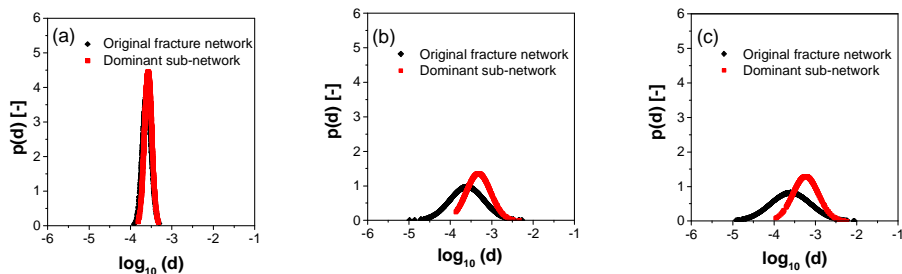 (a)
Original fracture network
Dominant sub-network
p(d) [-]
6
5
4
3
2
1
0
-6 -5 -4 -3 -2 -1
log10 (d)
(b)
Original fracture network
Dominant sub-network
p(d) [-]
6
5
4
3
2
1
0
-6 -5 -4 -3 -2 -1
log10 (d)
(c)
Original fracture network
Dominant sub-network
p(d) [-]
6
5
4
3
2
1
0
-6 -5 -4 -3 -2 -1
log10 (d)